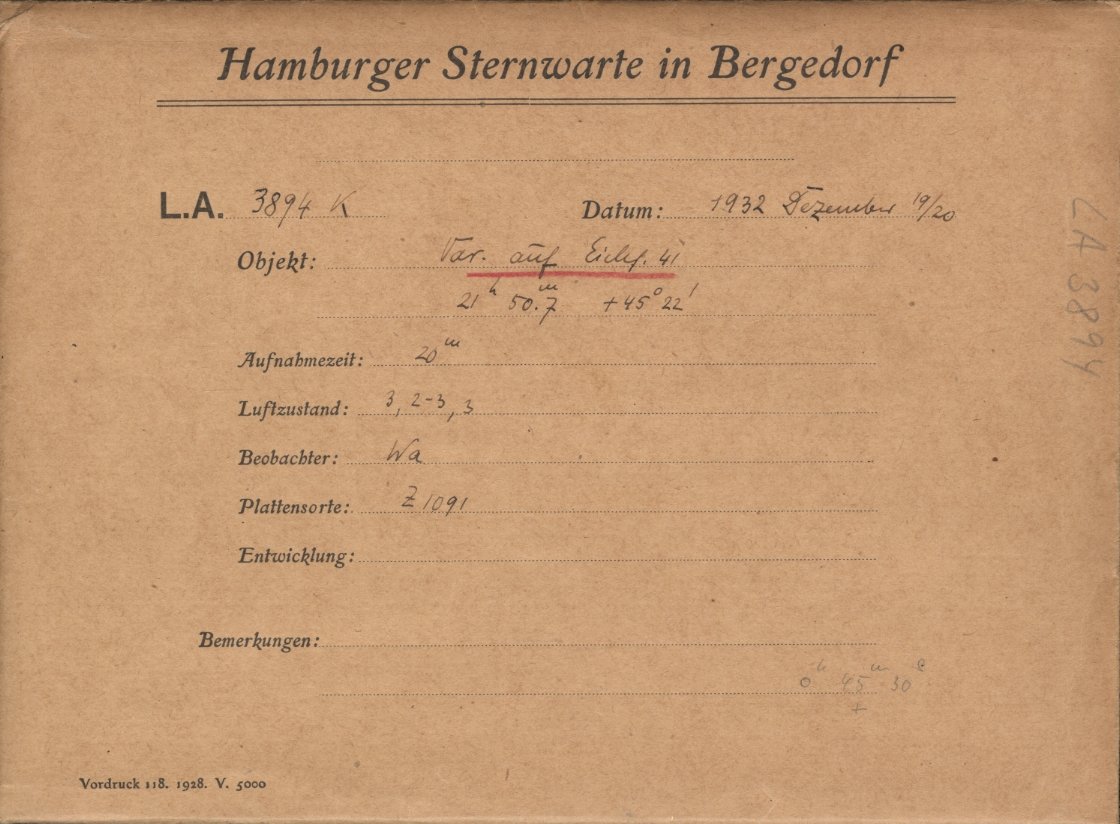 Hamburger Sternwarte in Bergedorf
L.A. 3894 K
Datum: 1932 Dezember 19/20
Objekt: Var. auf Eichf. 41
21h 50.m7 +45° 22'
Aufnahmezeit: 20m
Luftzustand: 3, 2-3, 3
Beobachter: Wa
Plattensorte: Z 1091
Entwicklung:
Bemerkungen:
0h 45m 30
+
Vordruck 118. 1928. V. 5000
LA 3894